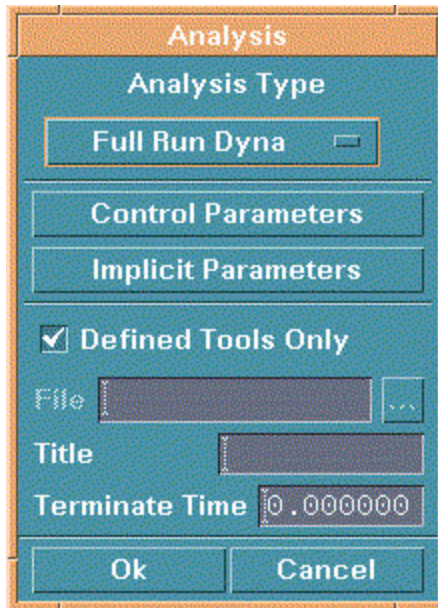 Analysis
Analysis Type
Full Run Dyna
Control Parameters
Implicit Parameters
Defined Tools Only
File ...
Title
Terminate Time 0.000000
Ok Cancel